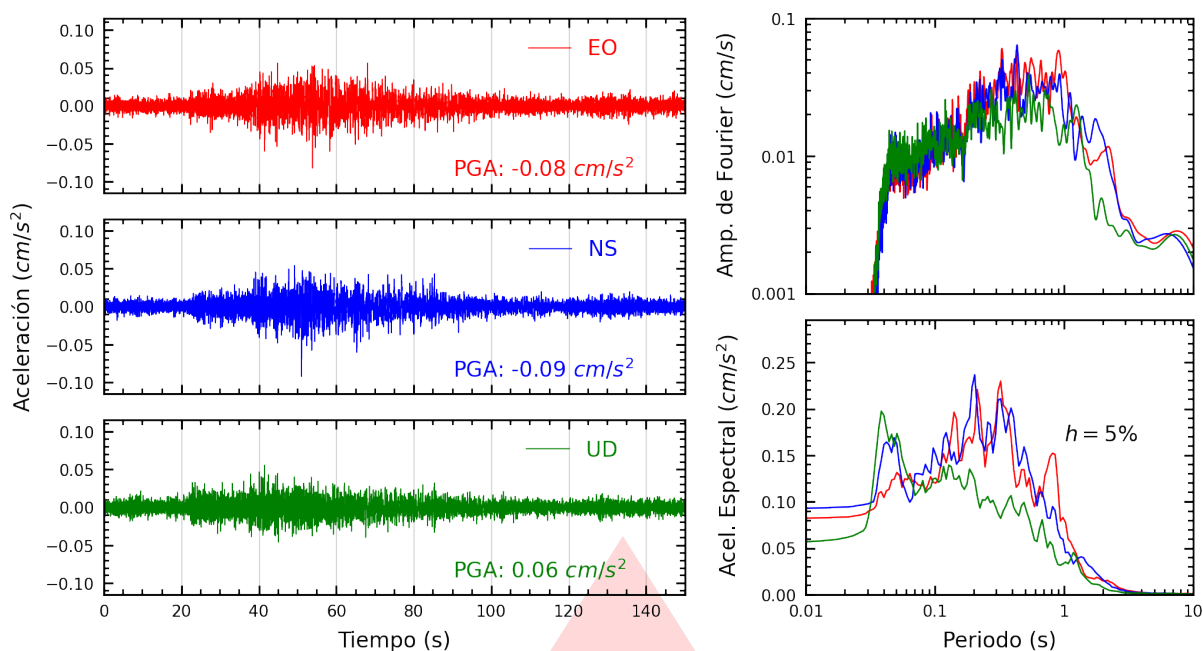 Aceleración (cm/s²)
0.10
0.05
0.00
−0.05
−0.10
EO
PGA: -0.08 cm/s²
0.10
0.05
0.00
−0.05
−0.10
NS
PGA: -0.09 cm/s²
0.10
0.05
0.00
−0.05
−0.10
UD
PGA: 0.06 cm/s²
0 20 40 60 80 100 120 140
Tiempo (s)
Amp. de Fourier (cm/s)
0.1
0.01
0.001
Acel. Espectral (cm/s²)
0.25
0.20
0.15
0.10
0.05
0.00
h = 5%
0.01 0.1 1 10
Periodo (s)